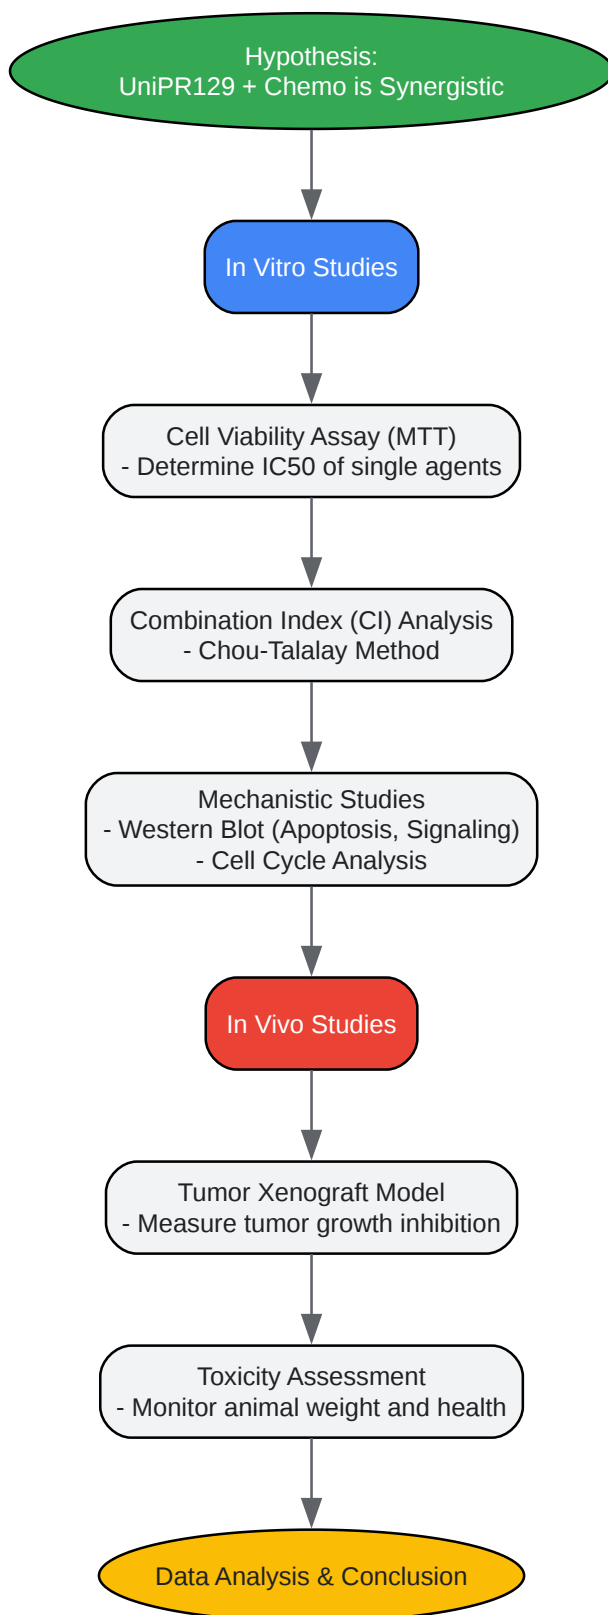 Hypothesis:
UniPR129 + Chemo is Synergistic
In Vitro Studies
Cell Viability Assay (MTT)
- Determine IC50 of single agents
Combination Index (CI) Analysis
- Chou-Talalay Method
Mechanistic Studies
- Western Blot (Apoptosis, Signaling)
- Cell Cycle Analysis
In Vivo Studies
Tumor Xenograft Model
- Measure tumor growth inhibition
Toxicity Assessment
- Monitor animal weight and health
Data Analysis & Conclusion